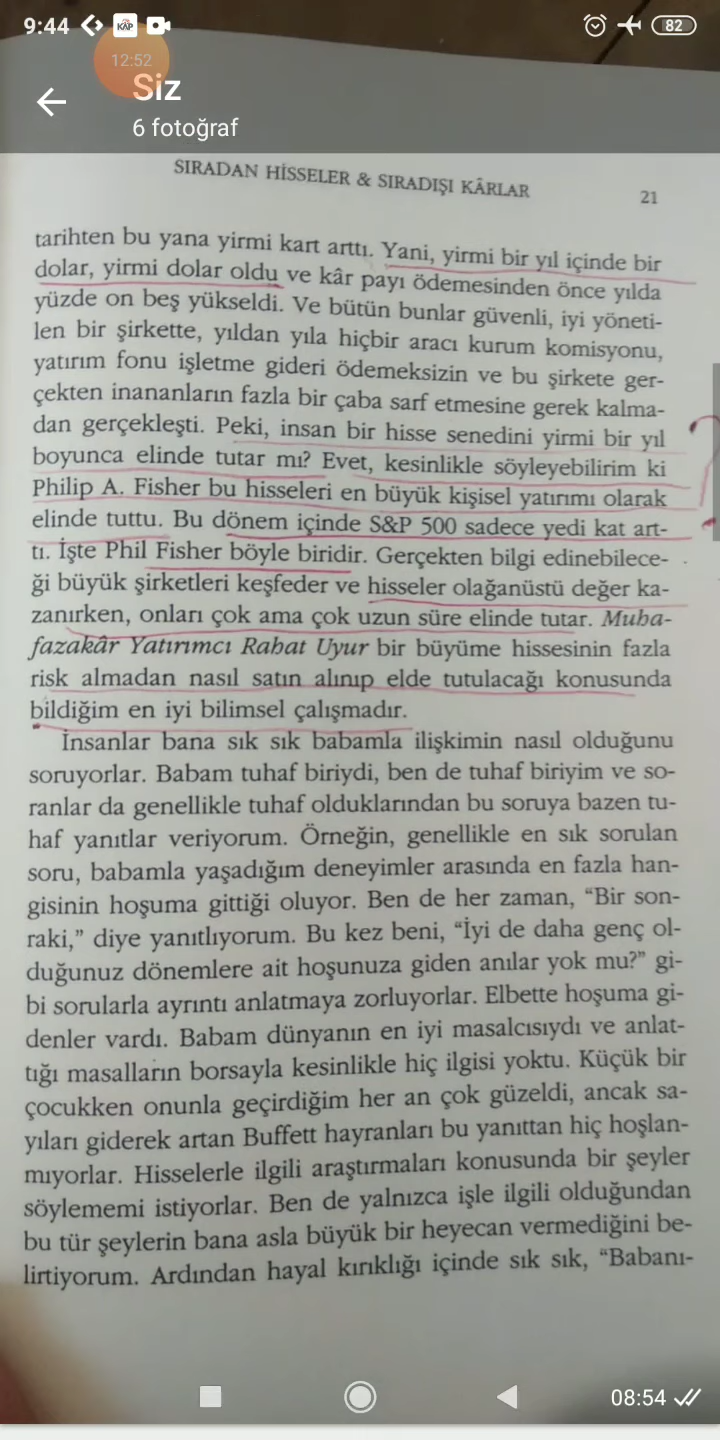 9:44 KAP 82
12:52
Siz
6 fotoğraf
SIRADAN HİSSELER & SIRADIŞI KÂRLAR 21
tarihten bu yana yirmi kart arttı. Yani, yirmi bir yıl içinde bir
dolar, yirmi dolar oldu ve kâr payı ödemesinden önce yılda
yüzde on beş yükseldi. Ve bütün bunlar güvenli, iyi yöneti-
len bir şirkette, yıldan yıla hiçbir aracı kurum komisyonu,
yatırım fonu işletme gideri ödemeksizin ve bu şirkete ger-
çekten inananların fazla bir çaba sarf etmesine gerek kalma-
dan gerçekleşti. Peki, insan bir hisse senedini yirmi bir yıl
boyunca elinde tutar mı? Evet, kesinlikle söyleyebilirim ki
Philip A. Fisher bu hisseleri en büyük kişisel yatırımı olarak
elinde tuttu. Bu dönem içinde S&P 500 sadece yedi kat art-
tı. İşte Phil Fisher böyle biridir. Gerçekten bilgi edinebilece-
ği büyük şirketleri keşfeder ve hisseler olağanüstü değer ka-
zanırken, onları çok ama çok uzun süre elinde tutar. Muha-
fazakâr Yatırımcı Rahat Uyur bir büyüme hissesinin fazla
risk almadan nasıl satın alınıp elde tutulacağı konusunda
bildiğim en iyi bilimsel çalışmadır.
İnsanlar bana sık sık babamla ilişkimin nasıl olduğunu
soruyorlar. Babam tuhaf biriydi, ben de tuhaf biriyim ve so-
ranlar da genellikle tuhaf olduklarından bu soruya bazen tu-
haf yanıtlar veriyorum. Örneğin, genellikle en sık sorulan
soru, babamla yaşadığım deneyimler arasında en fazla han-
gisinin hoşuma gittiği oluyor. Ben de her zaman, “Bir son-
raki,” diye yanıtlıyorum. Bu kez beni, “İyi de daha genç ol-
duğunuz dönemlere ait hoşunuza giden anılar yok mu?” gi-
bi sorularla ayrıntı anlatmaya zorluyorlar. Elbette hoşuma gi-
denler vardı. Babam dünyanın en iyi masalcısıydı ve anlat-
tığı masalların borsayla kesinlikle hiç ilgisi yoktu. Küçük bir
çocukken onunla geçirdiğim her an çok güzeldi, ancak sa-
yıları giderek artan Buffett hayranları bu yanıttan hiç hoşlan-
mıyorlar. Hisselerle ilgili araştırmaları konusunda bir şeyler
söylememi istiyorlar. Ben de yalnızca işle ilgili olduğundan
bu tür şeylerin bana asla büyük bir heyecan vermediğini be-
lirtiyorum. Ardından hayal kırıklığı içinde sık sık, “Babanı-
08:54